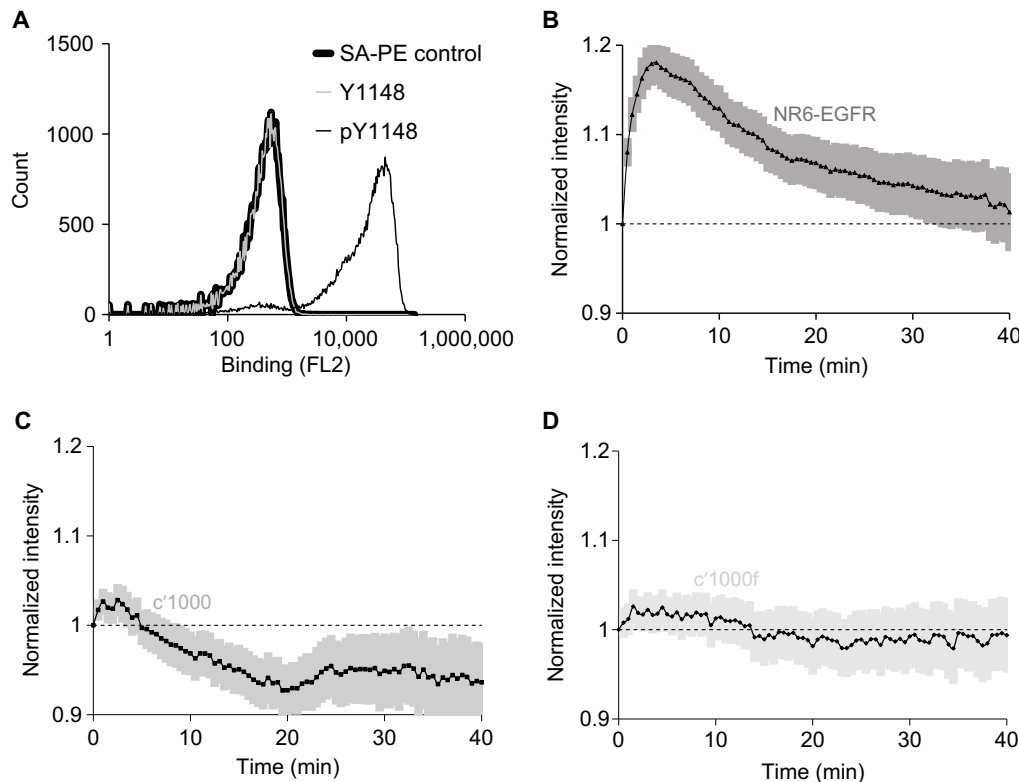 A
1500
1000
500
0
Count
1
100
10,000
1,000,000
Binding (FL2)
SA-PE control
Y1148
pY1148
B
1.2
1.1
1
0.9
Normalized intensity
NR6-EGFR
0
10
20
30
40
Time (min)
C
1.2
1.1
1
0.9
Normalized intensity
c′1000
0
10
20
30
40
Time (min)
D
1.2
1.1
1
0.9
Normalized intensity
c′1000f
0
10
20
30
40
Time (min)